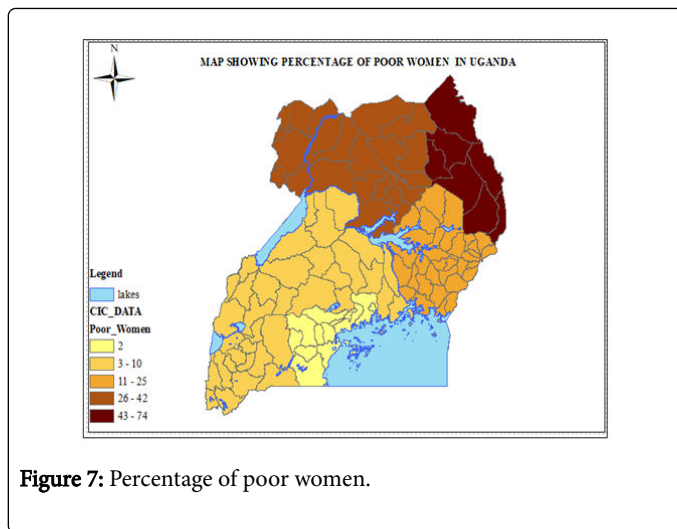 N
MAP SHOWING PERCENTAGE OF POOR WOMEN IN UGANDA
Legend
lakes
CIC_DATA
Poor_Women
2
3 - 10
11 - 25
26 - 42
43 - 74
Figure 7: Percentage of poor women.